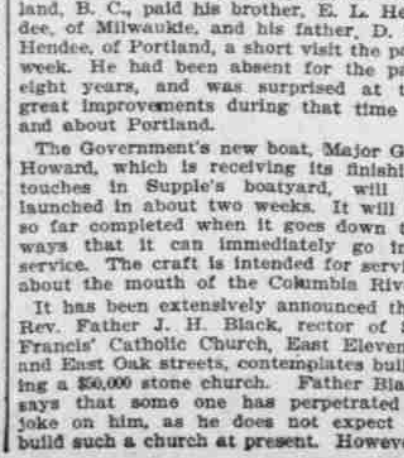 land, B. C., paid his brother, E. L. He
dee, of Milwaukie, and his father, D.
Hendee, of Portland, a short visit the pa
week. He had been absent for the pa
eight years, and was surprised at t
great improvements during that time
and about Portland.
The Government's new boat, Major G
Howard, which is receiving its finishi
touches in Supple's boatyard, will
launched in about two weeks. It will
so far completed when it goes down t
ways that it can immediately go in
service. The craft is intended for servi
about the mouth of the Columbia Riv
It has been extensively announced th
Rev. Father J. H. Black, rector of S
Francis' Catholic Church, East Eleven
and East Oak streets, contemplates buil
ing a $50,000 stone church. Father Bla
says that some one has perpetrated
joke on him, as he does not expect
build such a church at present. Howeve